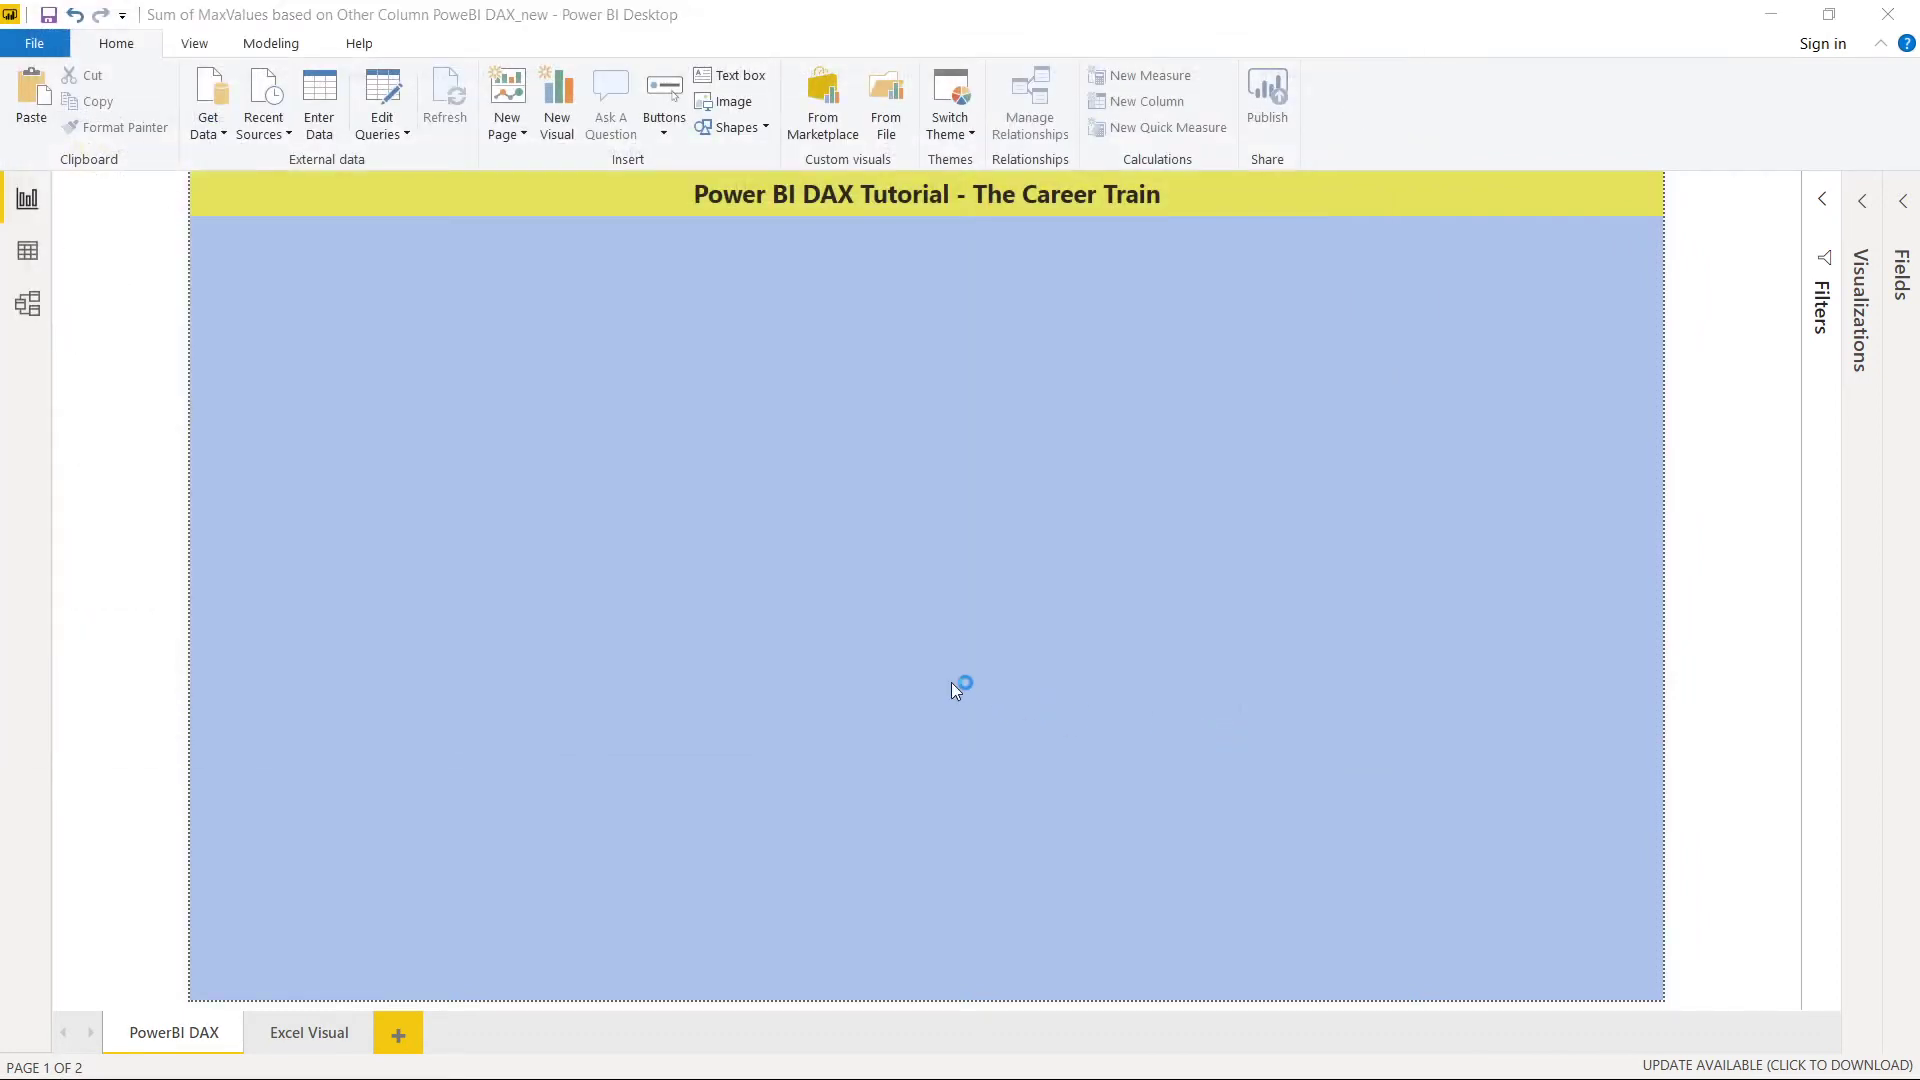 Sum of MaxValues based on Other Column PoweBI DAX_new - Power BI Desktop
File Home View Modeling Help Sign in
Paste
Cut
Copy
Format Painter
Clipboard
Get Data
Recent Sources
Enter Data
Edit Queries
Refresh
External data
New Page
New Visual
Ask A Question
Buttons
Text box
Image
Shapes
Insert
From Marketplace
From File
Custom visuals
Switch Theme
Themes
Manage Relationships
Relationships
New Measure
New Column
New Quick Measure
Calculations
Publish
Share
Power BI DAX Tutorial - The Career Train
Filters
Visualizations
Fields
PowerBI DAX
Excel Visual
PAGE 1 OF 2
UPDATE AVAILABLE (CLICK TO DOWNLOAD)